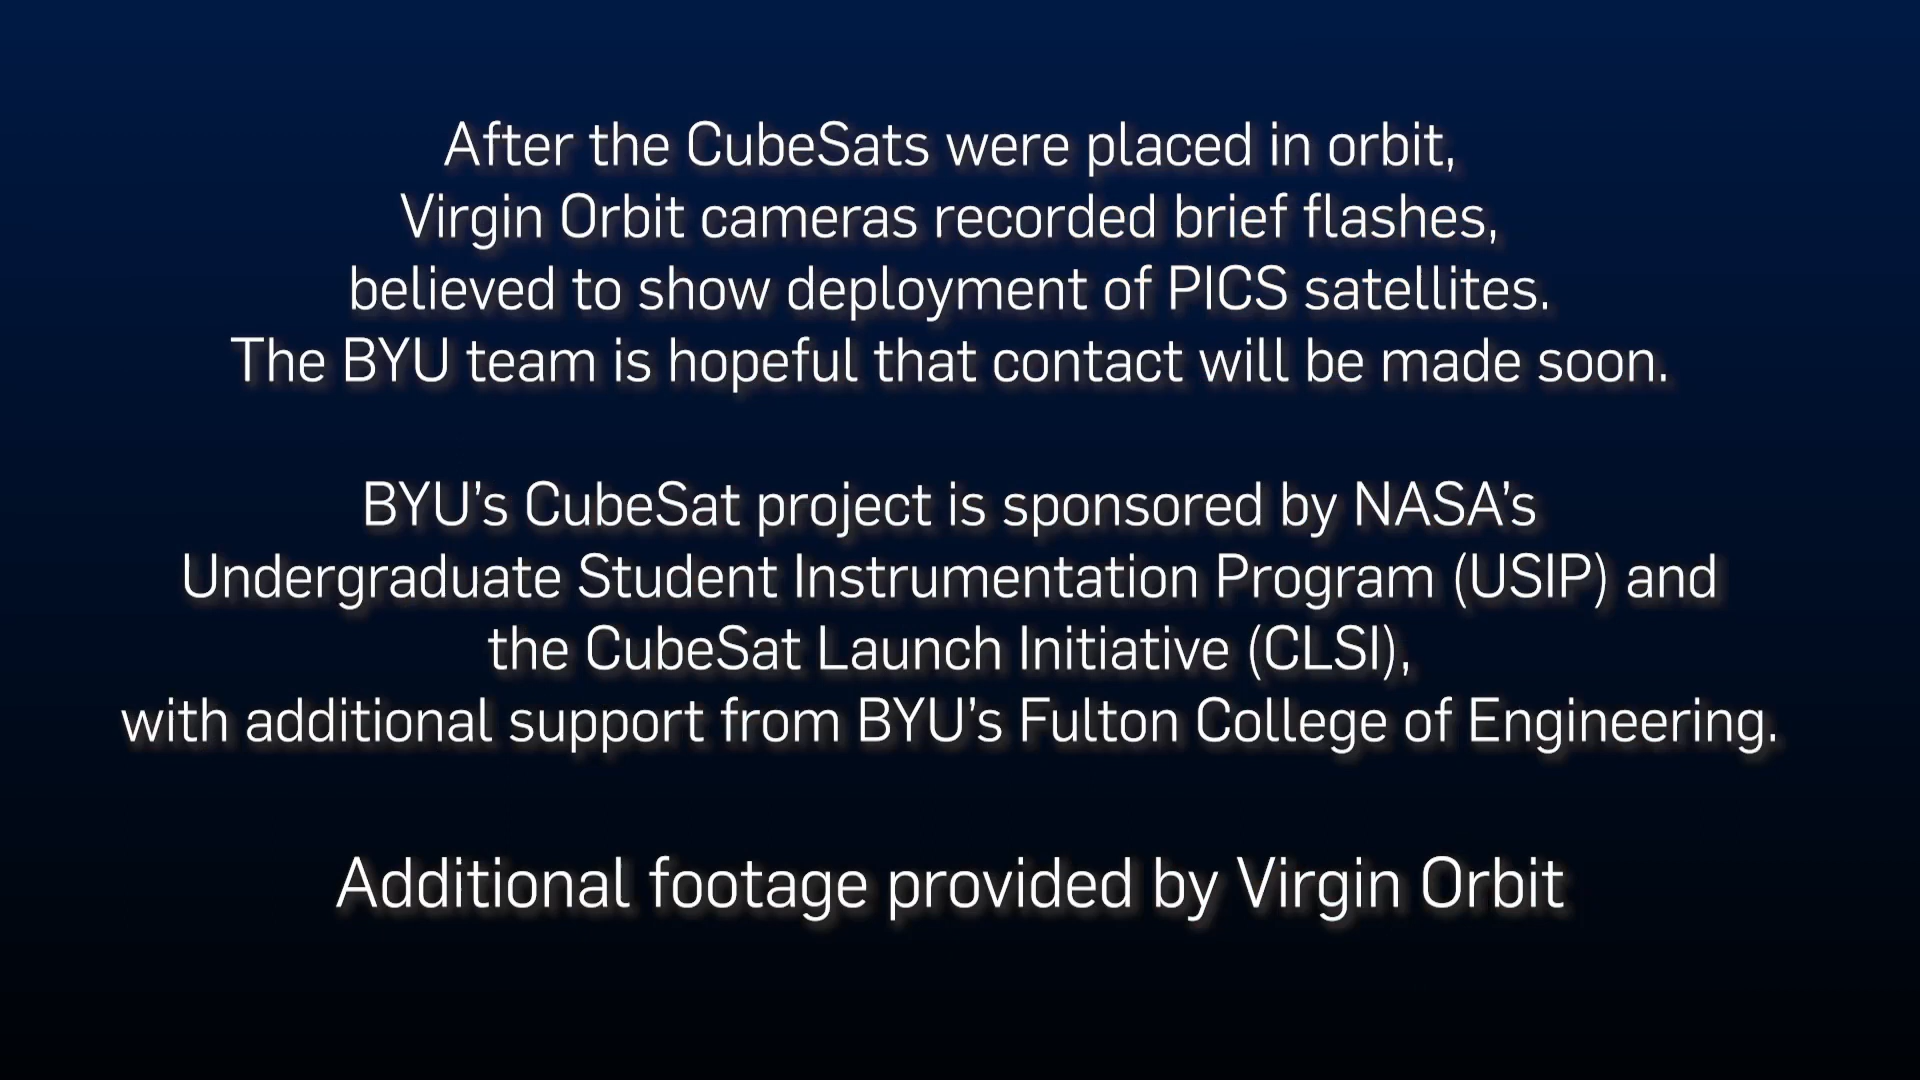 After the CubeSats were placed in orbit,
Virgin Orbit cameras recorded brief flashes,
believed to show deployment of PICS satellites.
The BYU team is hopeful that contact will be made soon.
BYU’s CubeSat project is sponsored by NASA’s
Undergraduate Student Instrumentation Program (USIP) and
the CubeSat Launch Initiative (CLSI),
with additional support from BYU’s Fulton College of Engineering.
Additional footage provided by Virgin Orbit